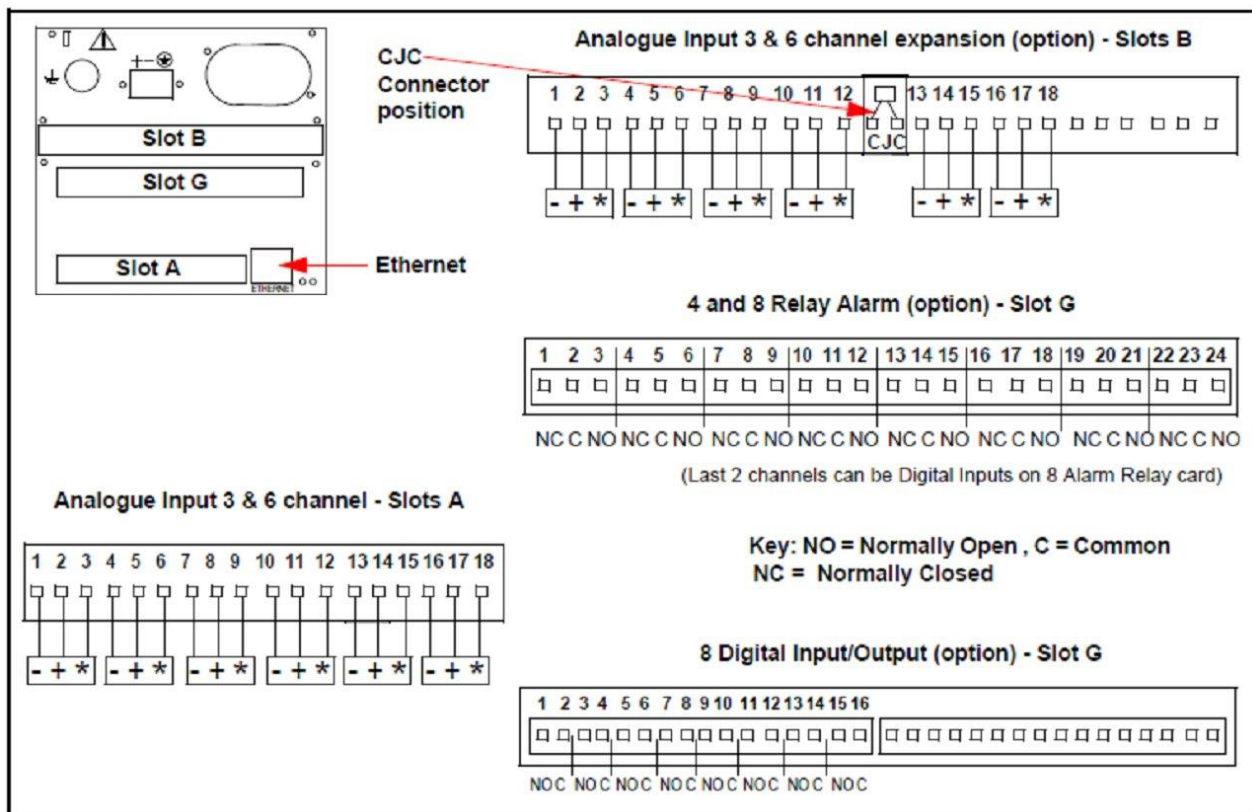 CJC
Connector
position
Slot B
Slot G
Slot A
ETHERNET
Ethernet
Analogue Input 3 & 6 channel expansion (option) - Slots B
1 2 3 4 5 6 7 8 9 10 11 12 13 14 15 16 17 18
CJC
- + * - + * - + * - + * - + * - + *
4 and 8 Relay Alarm (option) - Slot G
1 2 3 4 5 6 7 8 9 10 11 12 13 14 15 16 17 18 19 20 21 22 23 24
NC C NO NC C NO NC C NO NC C NO NC C NO NC C NO NC C NO NC C NO
(Last 2 channels can be Digital Inputs on 8 Alarm Relay card)
Analogue Input 3 & 6 channel - Slots A
1 2 3 4 5 6 7 8 9 10 11 12 13 14 15 16 17 18
- + * - + * - + * - + * - + * - + *
Key: NO = Normally Open , C = Common
NC = Normally Closed
8 Digital Input/Output (option) - Slot G
1 2 3 4 5 6 7 8 9 10 11 12 13 14 15 16
NO C NO C NO C NO C NO C NO C NO C NO C